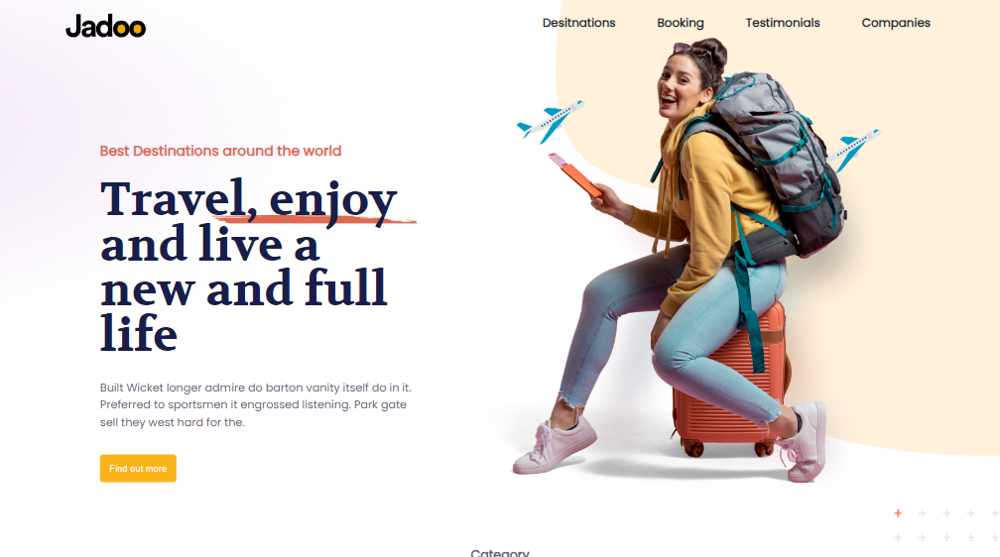 Jadoo
Desitnations Booking Testimonials Companies
Best Destinations around the world
Travel, enjoy
and live a
new and full
life
Built Wicket longer admire do barton vanity itself do in it.
Preferred to sportsmen it engrossed listening. Park gate
sell they west hard for the.
Find out more
Category